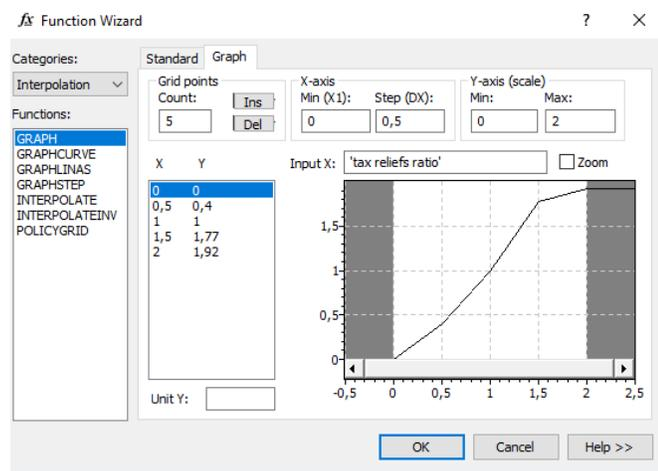 fx Function Wizard ? ×
Categories:
Interpolation
Functions:
GRAPH
GRAPHCURVE
GRAPHLINAS
GRAPHSTEP
INTERPOLATE
INTERPOLATEINV
POLICYGRID
Standard Graph
Grid points
Count:
5
Ins
Del
X-axis
Min (X1): Step (DX):
0 0,5
Y-axis (scale)
Min: Max:
0 2
X Y
0 0
0,5 0,4
1 1
1,5 1,77
2 1,92
Unit Y:
Input X: 'tax reliefs ratio' Zoom
1,5
1
0,5
0
-0,5 0 0,5 1 1,5 2 2,5
OK Cancel Help >>